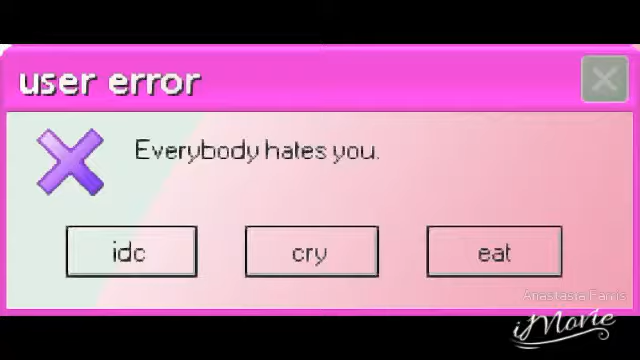 user error
Everybody hates you.
idc
cry
eat
Anastasia Farris
iMovie